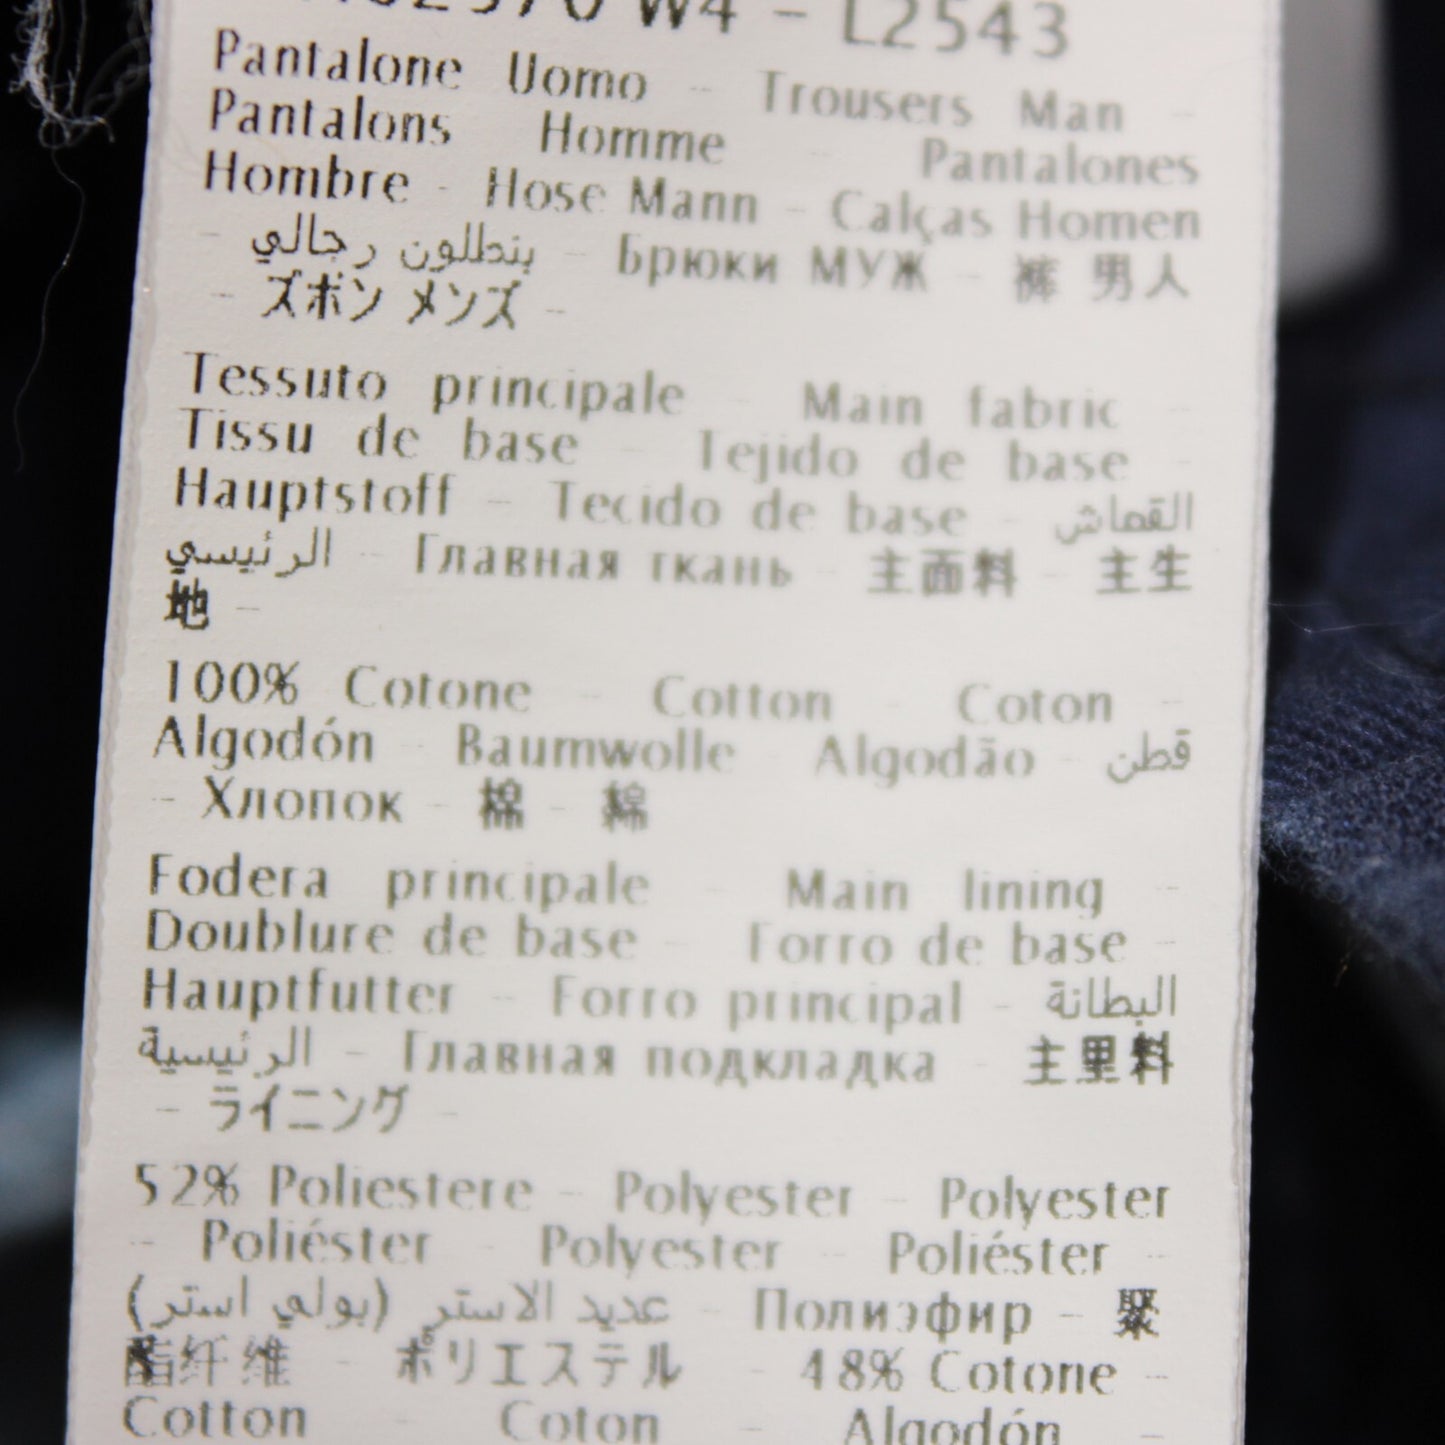 W4 - L2543
Pantalone Uomo - Trousers Man -
Pantalons Homme - Pantalones
Hombre - Hose Mann - Calças Homen
- بنطلون رجالي - Брюки МУЖ - 裤 男人
- ズボン メンズ -
Tessuto principale - Main fabric -
Tissu de base - Tejido de base -
Hauptstoff - Tecido de base - القماش
الرئيسي - Главная ткань - 主面料 - 主生
地 -
100% Cotone - Cotton - Coton -
Algodón - Baumwolle - Algodão - قطن
- Хлопок - 棉 - 綿
Fodera principale - Main lining -
Doublure de base - Forro de base -
Hauptfutter - Forro principal - البطانة
الرئيسية - Главная подкладка - 主里料
- ライニング -
52% Poliestere - Polyester - Polyester
- Poliéster - Polyester - Poliéster -
عديد الاستر (بولي استر) - Полиэфир - 聚
酯纤维 - ポリエステル - 48% Cotone -
Cotton - Coton - Algodón -